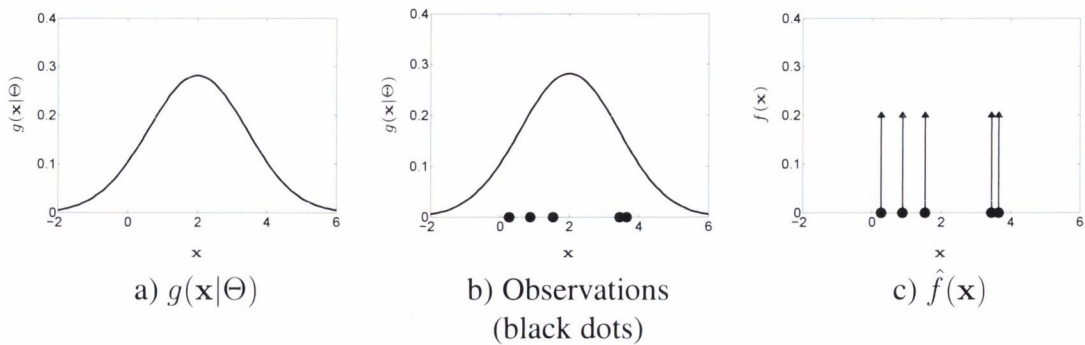 0.4
0.3
0.2
0.1
0
g(x|Θ)
−2 0 2 4 6
x
a) g(x|Θ)
0.4
0.3
0.2
0.1
0
g(x|Θ)
−2 0 2 4 6
x
b) Observations
(black dots)
0.4
0.3
0.2
0.1
0
f(x)
−2 0 2 4 6
x
c) f̂(x)